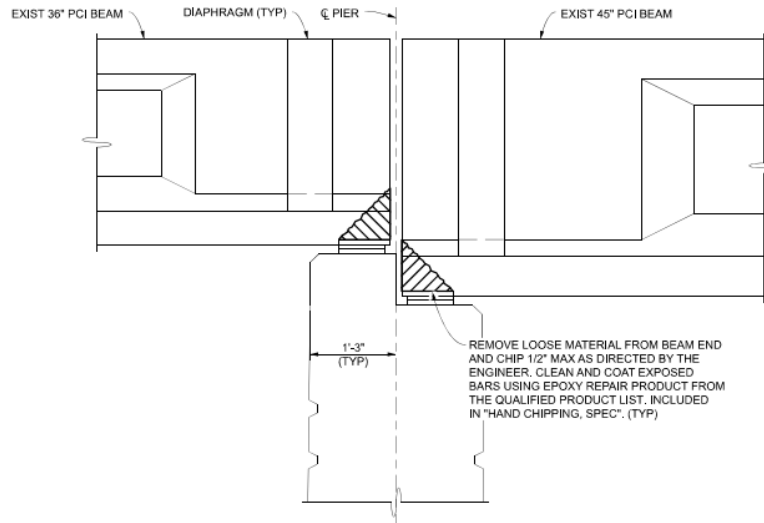 EXIST 36" PCI BEAM
DIAPHRAGM (TYP)
℄ PIER
EXIST 45" PCI BEAM
1'-3"
(TYP)
REMOVE LOOSE MATERIAL FROM BEAM END
AND CHIP 1/2" MAX AS DIRECTED BY THE
ENGINEER. CLEAN AND COAT EXPOSED
BARS USING EPOXY REPAIR PRODUCT FROM
THE QUALIFIED PRODUCT LIST. INCLUDED
IN "HAND CHIPPING, SPEC". (TYP)